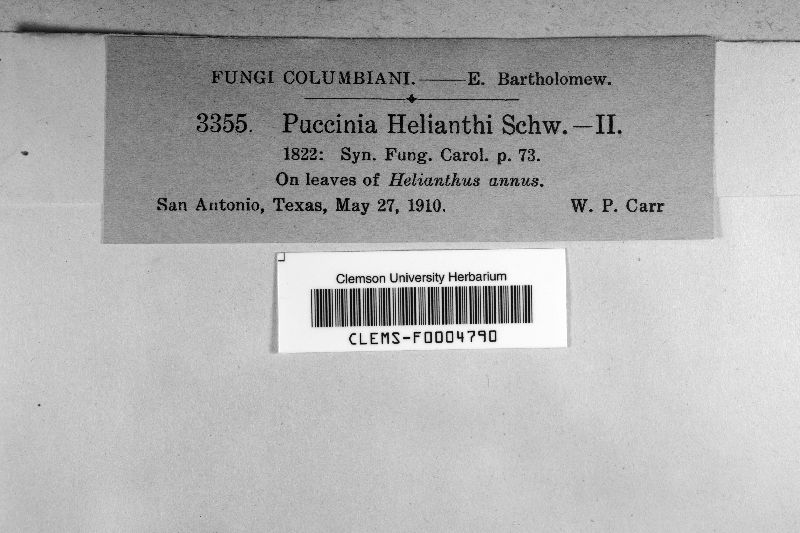 FUNGI COLUMBIANI.——E. Bartholomew.
3355. Puccinia Helianthi Schw.—II.
1822: Syn. Fung. Carol. p. 73.
On leaves of Helianthus annus.
San Antonio, Texas, May 27, 1910. W. P. Carr
Clemson University Herbarium
CLEMS-F0004790